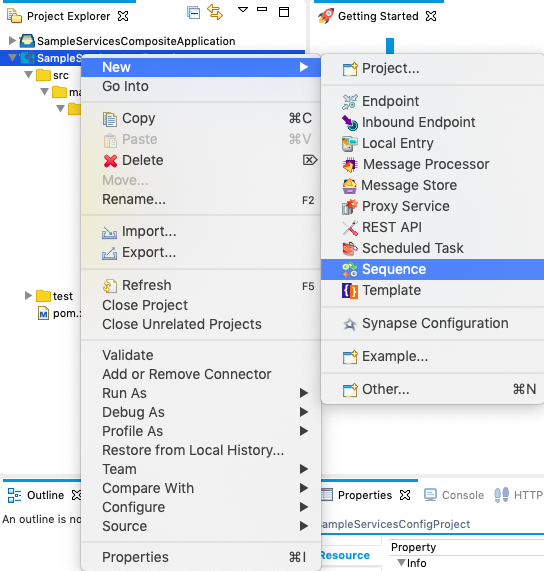 Project Explorer
Getting Started
SampleServicesCompositeApplication
SampleS
New
Project...
src
Go Into
ma
Endpoint
Copy ⌘C
Inbound Endpoint
Paste ⌘V
Local Entry
Delete ⌦
Message Processor
Move...
Message Store
Rename... F2
Proxy Service
REST API
Import...
Scheduled Task
Export...
Sequence
Refresh F5
Template
test
Close Project
pom.x
Close Unrelated Projects
Synapse Configuration
Validate
Example...
Add or Remove Connector
Run As
Other... ⌘N
Debug As
Profile As
Restore from Local History...
Team
Compare With
Configure
Source
Properties ⌘I
Outline
An outline is no
Properties
Console
HTTP
SampleServicesConfigProject
Resource
Property
Info